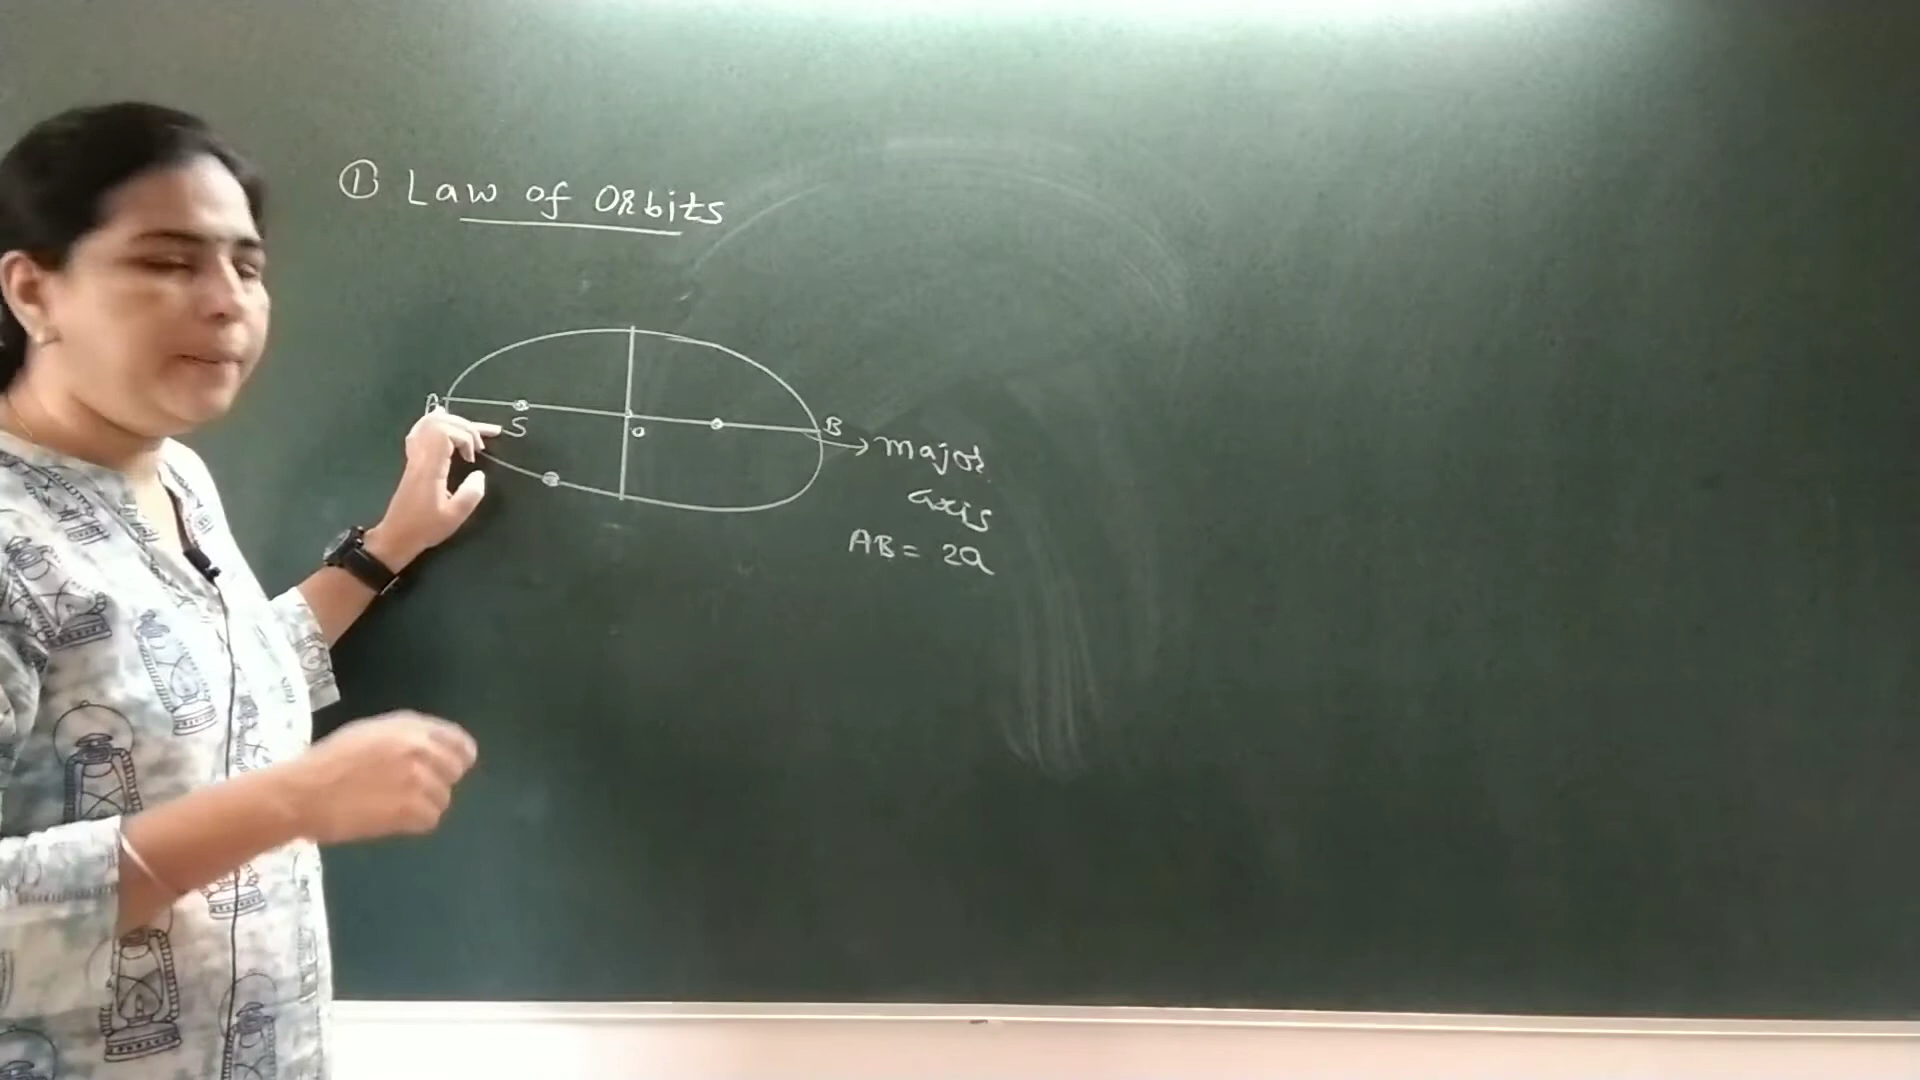 ① Law of Orbits
A
S
o
B
major
axis
AB = 2a